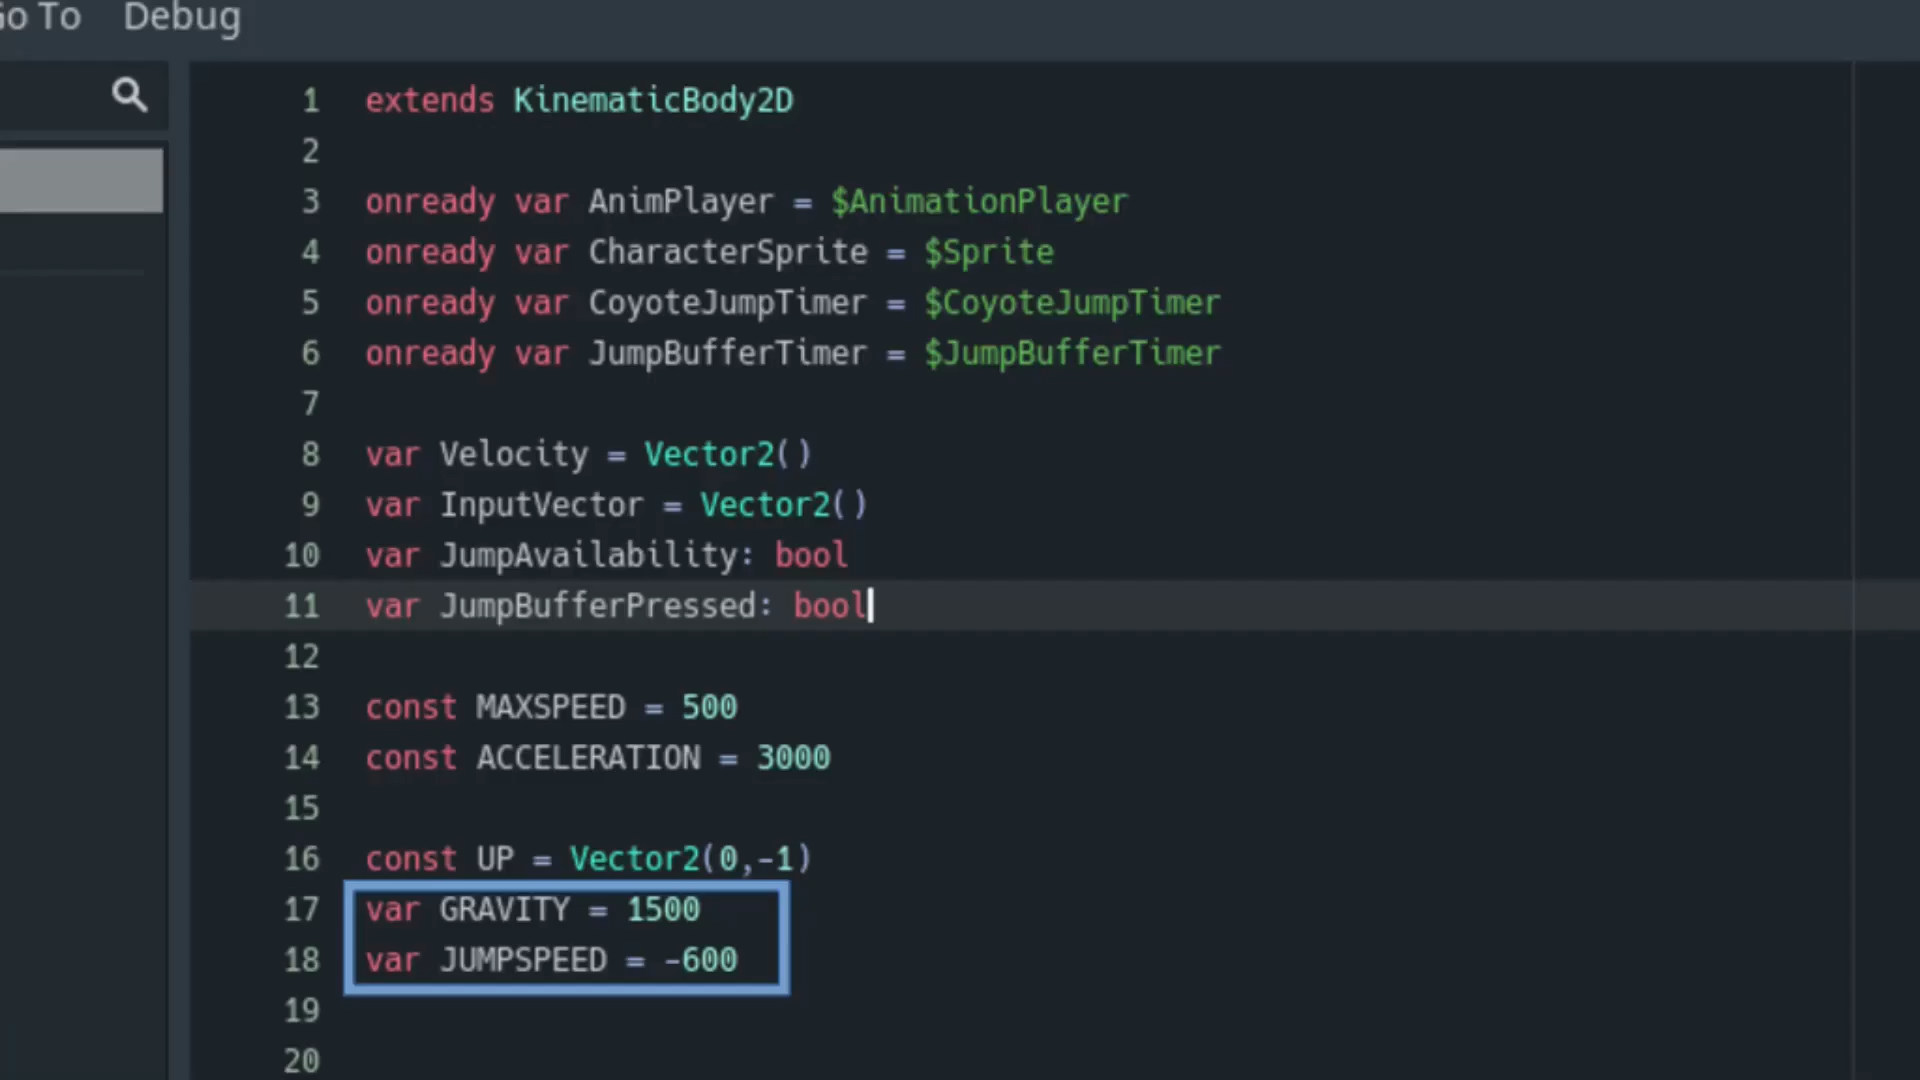 Go To Debug
1 extends KinematicBody2D
2
3 onready var AnimPlayer = $AnimationPlayer
4 onready var CharacterSprite = $Sprite
5 onready var CoyoteJumpTimer = $CoyoteJumpTimer
6 onready var JumpBufferTimer = $JumpBufferTimer
7
8 var Velocity = Vector2()
9 var InputVector = Vector2()
10 var JumpAvailability: bool
11 var JumpBufferPressed: bool
12
13 const MAXSPEED = 500
14 const ACCELERATION = 3000
15
16 const UP = Vector2(0,-1)
17 var GRAVITY = 1500
18 var JUMPSPEED = -600
19
20